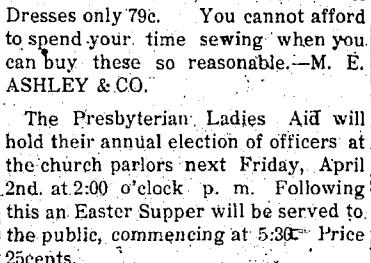 Dresses only 79c. You cannot afford
to spend your time sewing when you
can buy these so reasonable.—M. E.
ASHLEY & CO.
The Presbyterian Ladies Aid will
hold their annual election of officers at
the church parlors next Friday, April
2nd. at 2:00 o'clock p. m. Following
this an Easter Supper will be served to
the public, commencing at 5:30. Price
25cents.